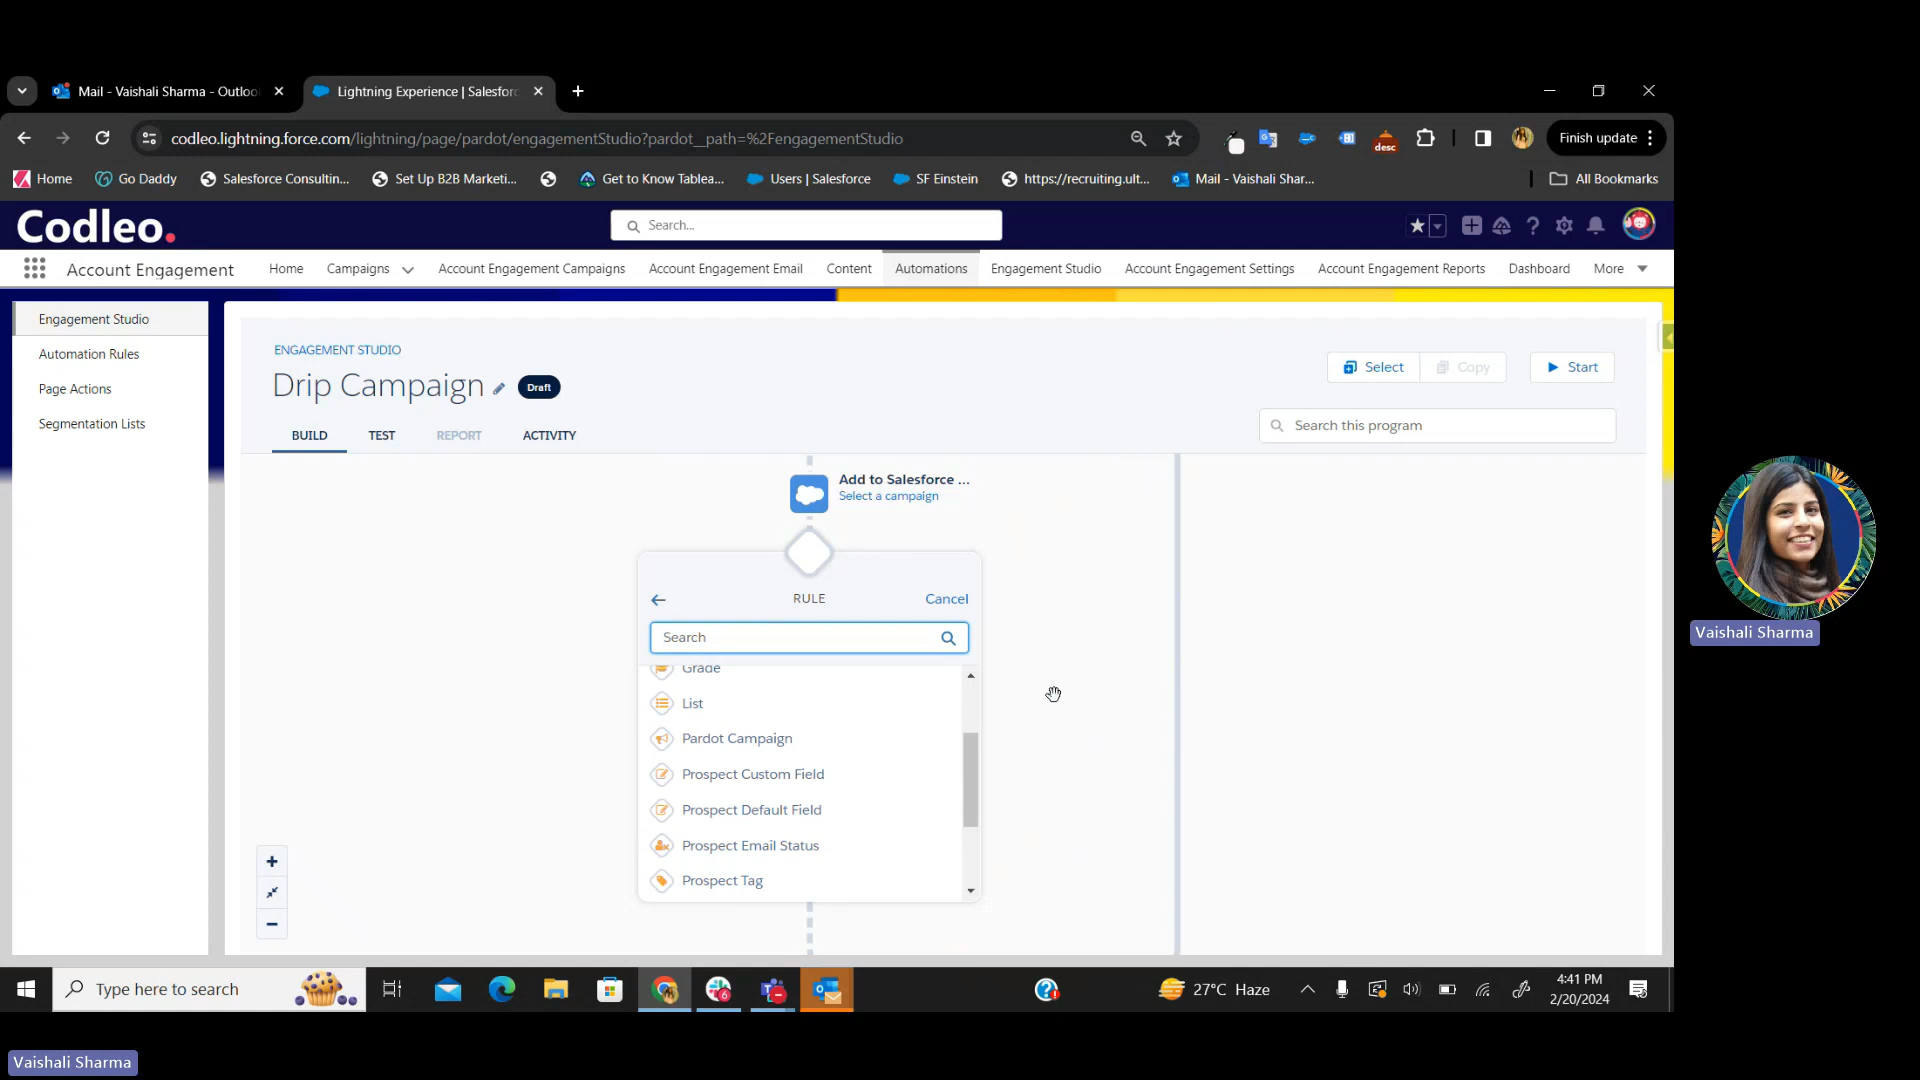 Mail - Vaishali Sharma - Outloo
Lightning Experience | Salesforc
codleo.lightning.force.com/lightning/page/pardot/engagementStudio?pardot__path=%2FengagementStudio
desc
Finish update
Home
Go Daddy
Salesforce Consultin...
Set Up B2B Marketi...
Get to Know Tablea...
Users | Salesforce
SF Einstein
https://recruiting.ult...
Mail - Vaishali Shar...
All Bookmarks
Codleo.
Search...
Account Engagement
Home
Campaigns
Account Engagement Campaigns
Account Engagement Email
Content
Automations
Engagement Studio
Account Engagement Settings
Account Engagement Reports
Dashboard
More
Engagement Studio
Automation Rules
Page Actions
Segmentation Lists
ENGAGEMENT STUDIO
Drip Campaign
Draft
Select
Copy
Start
BUILD
TEST
REPORT
ACTIVITY
Search this program
Add to Salesforce ...
Select a campaign
RULE
Cancel
Search
Grade
List
Pardot Campaign
Prospect Custom Field
Prospect Default Field
Prospect Email Status
Prospect Tag
Vaishali Sharma
Type here to search
6
27°C Haze
4:41 PM
2/20/2024
Vaishali Sharma